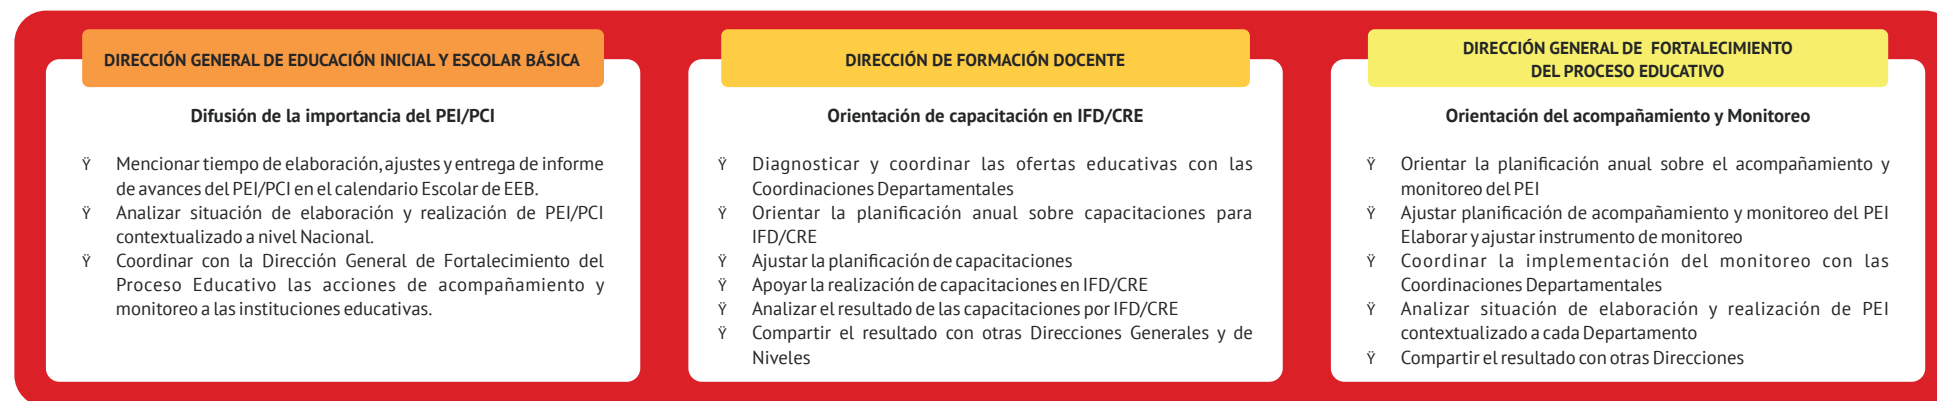 DIRECCIÓN GENERAL DE EDUCACIÓN INICIAL Y ESCOLAR BÁSICA
Difusión de la importancia del PEI/PCI
Ÿ Mencionar tiempo de elaboración, ajustes y entrega de informe
de avances del PEI/PCI en el calendario Escolar de EEB.
Ÿ Analizar situación de elaboración y realización de PEI/PCI
contextualizado a nivel Nacional.
Ÿ Coordinar con la Dirección General de Fortalecimiento del
Proceso Educativo las acciones de acompañamiento y
monitoreo a las instituciones educativas.
DIRECCIÓN DE FORMACIÓN DOCENTE
Orientación de capacitación en IFD/CRE
Ÿ Diagnosticar y coordinar las ofertas educativas con las
Coordinaciones Departamentales
Ÿ Orientar la planificación anual sobre capacitaciones para
IFD/CRE
Ÿ Ajustar la planificación de capacitaciones
Ÿ Apoyar la realización de capacitaciones en IFD/CRE
Ÿ Analizar el resultado de las capacitaciones por IFD/CRE
Ÿ Compartir el resultado con otras Direcciones Generales y de
Niveles
DIRECCIÓN GENERAL DE FORTALECIMIENTO
DEL PROCESO EDUCATIVO
Orientación del acompañamiento y Monitoreo
Ÿ Orientar la planificación anual sobre el acompañamiento y
monitoreo del PEI
Ÿ Ajustar planificación de acompañamiento y monitoreo del PEI
Elaborar y ajustar instrumento de monitoreo
Ÿ Coordinar la implementación del monitoreo con las
Coordinaciones Departamentales
Ÿ Analizar situación de elaboración y realización de PEI
contextualizado a cada Departamento
Ÿ Compartir el resultado con otras Direcciones